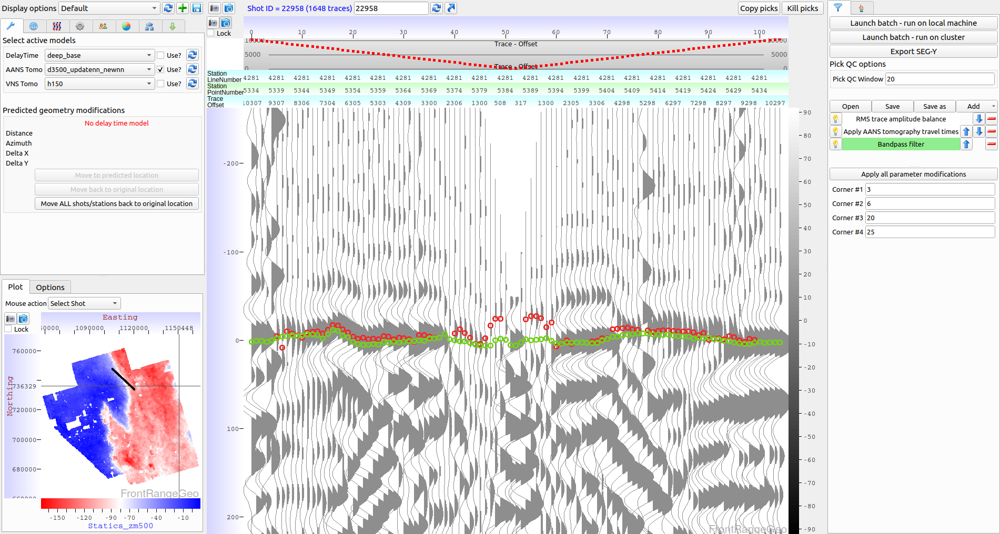 Display options Default
Select active models
DelayTime deep_base Use?
AANS Tomo d3500_updatenn_newnn Use?
VNS Tomo h150 Use?
Predicted geometry modifications
No delay time model
Distance
Azimuth
Delta X
Delta Y
Move to predicted location
Move back to original location
Move ALL shots/stations back to original location
Plot Options
Mouse action Select Shot
Lock
Easting
50000 1090000 1120000 1150448
Northing
760000
736329
720000
700000
680000
FrontRangeGeo
-150 -120 -90 -70 -40 -10
Statics_zm500
Shot ID = 22958 (1648 traces) 22958
Copy picks Kill picks
Lock
0 10 20 30 40 50 60 70 80 90 100
10000 Trace - Offset 10000
5000 5000
0 Trace - Offset 0
Station
LineNumber 4281 4281 4281 4281 4281 4281 4281 4281 4281 4281 4281 4281 4281 4281 4281 4281 4281 4281 4281 4281 4281
Station
PointNumber 5334 5339 5344 5349 5354 5359 5364 5369 5374 5379 5384 5389 5394 5399 5404 5409 5414 5419 5424 5429 5434
Trace
Offset 10307 9307 8306 7304 6305 5303 4309 3300 2306 1300 508 317 1300 2305 3306 4298 5298 6297 7298 8297 9298 10297
-200
-100
0
100
200
90
80
70
60
50
40
30
20
10
0
-10
-20
-30
-40
-50
-60
-70
-80
-90
FrontRangeGeo
Launch batch - run on local machine
Launch batch - run on cluster
Export SEG-Y
Pick QC options
Pick QC Window 20
Open Save Save as Add
RMS trace amplitude balance
Apply AANS tomography travel times
Bandpass filter
Apply all parameter modifications
Corner #1 3
Corner #2 6
Corner #3 20
Corner #4 25